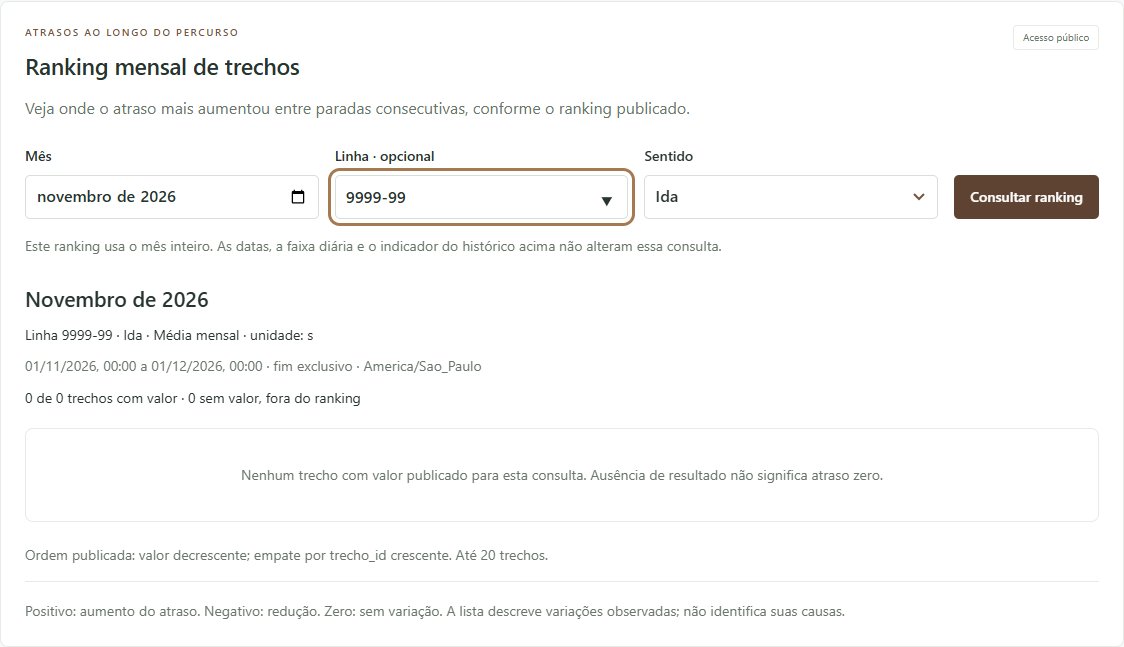 ATRASOS AO LONGO DO PERCURSO
Acesso público
Ranking mensal de trechos
Veja onde o atraso mais aumentou entre paradas consecutivas, conforme o ranking publicado.
Mês
Linha · opcional
Sentido
novembro de 2026
9999-99
Ida
Consultar ranking
Este ranking usa o mês inteiro. As datas, a faixa diária e o indicador do histórico acima não alteram essa consulta.
Novembro de 2026
Linha 9999-99 · Ida · Média mensal · unidade: s
01/11/2026, 00:00 a 01/12/2026, 00:00 · fim exclusivo · America/Sao_Paulo
0 de 0 trechos com valor · 0 sem valor, fora do ranking
Nenhum trecho com valor publicado para esta consulta. Ausência de resultado não significa atraso zero.
Ordem publicada: valor decrescente; empate por trecho_id crescente. Até 20 trechos.
Positivo: aumento do atraso. Negativo: redução. Zero: sem variação. A lista descreve variações observadas; não identifica suas causas.